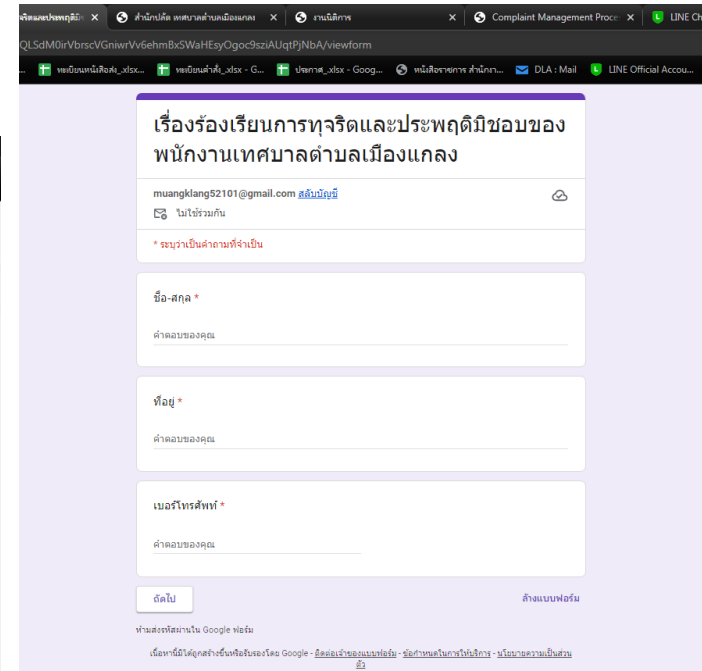 สำนักปลัด เทศบาลตำบลเมืองแกลง
งานนิติการ
Complaint Management Proce
LINE Ch
QLSdM0irVbrscVGniwrVv6ehmBxSWaHEsyOgoc9sziAUqtPjNbA/viewform
ทะเบียนหนังสือส่ง_.xlsx...
ทะเบียนคำสั่ง_.xlsx - G...
ประกาศ_.xlsx - Goog...
หนังสือราชการ สำนักงา...
DLA : Mail
LINE Official Accou...
เรื่องร้องเรียนการทุจริตและประพฤติมิชอบของ
พนักงานเทศบาลตำบลเมืองแกลง
muangklang52101@gmail.com สลับบัญชี
ไม่ใช้ร่วมกัน
* ระบุว่าเป็นคำถามที่จำเป็น
ชื่อ-สกุล *
คำตอบของคุณ
ที่อยู่ *
คำตอบของคุณ
เบอร์โทรศัพท์ *
คำตอบของคุณ
ถัดไป
ล้างแบบฟอร์ม
ห้ามส่งรหัสผ่านใน Google ฟอร์ม
เนื้อหานี้มิได้ถูกสร้างขึ้นหรือรับรองโดย Google - ติดต่อเจ้าของแบบฟอร์ม - ข้อกำหนดในการให้บริการ - นโยบายความเป็นส่วน
ตัว